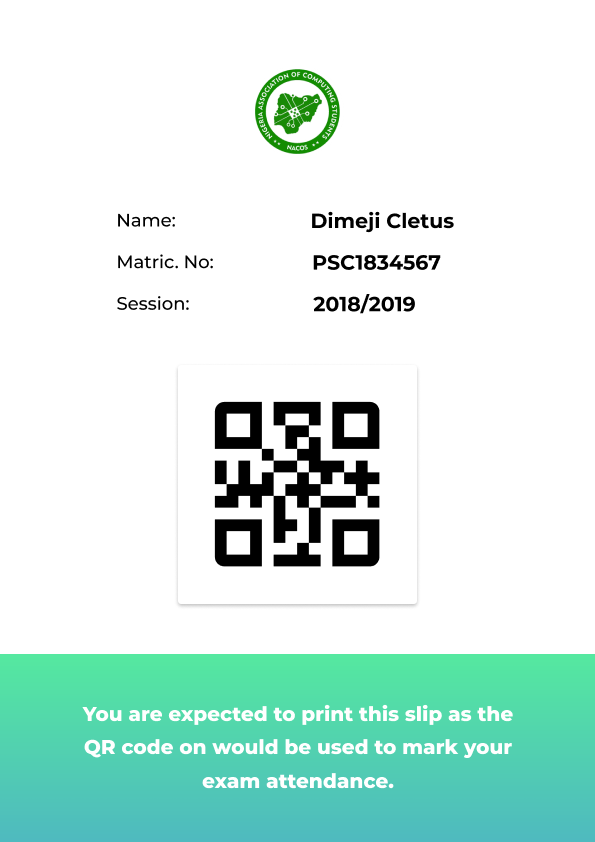 NIGERIA ASSOCIATION OF COMPUTING STUDENTS
NACOS
Name: Dimeji Cletus
Matric. No: PSC1834567
Session: 2018/2019
You are expected to print this slip as the
QR code on would be used to mark your
exam attendance.